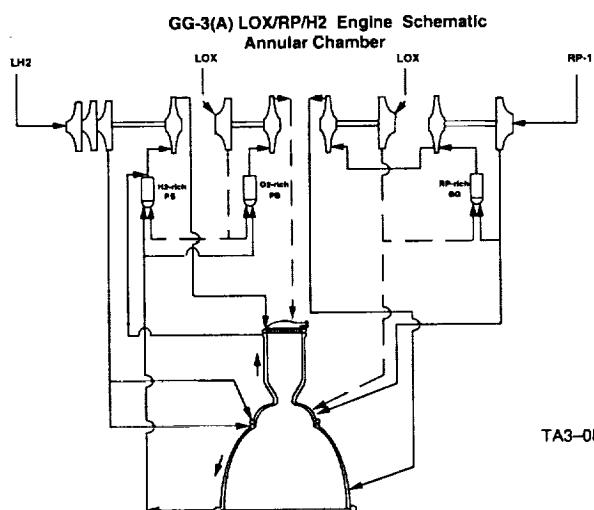 GG-3(A) LOX/RP/H2 Engine Schematic
Annular Chamber
LH2
LOX
LOX
RP-1
H2-rich
PB
O2-rich
PB
RP-rich
GG
TA3-0